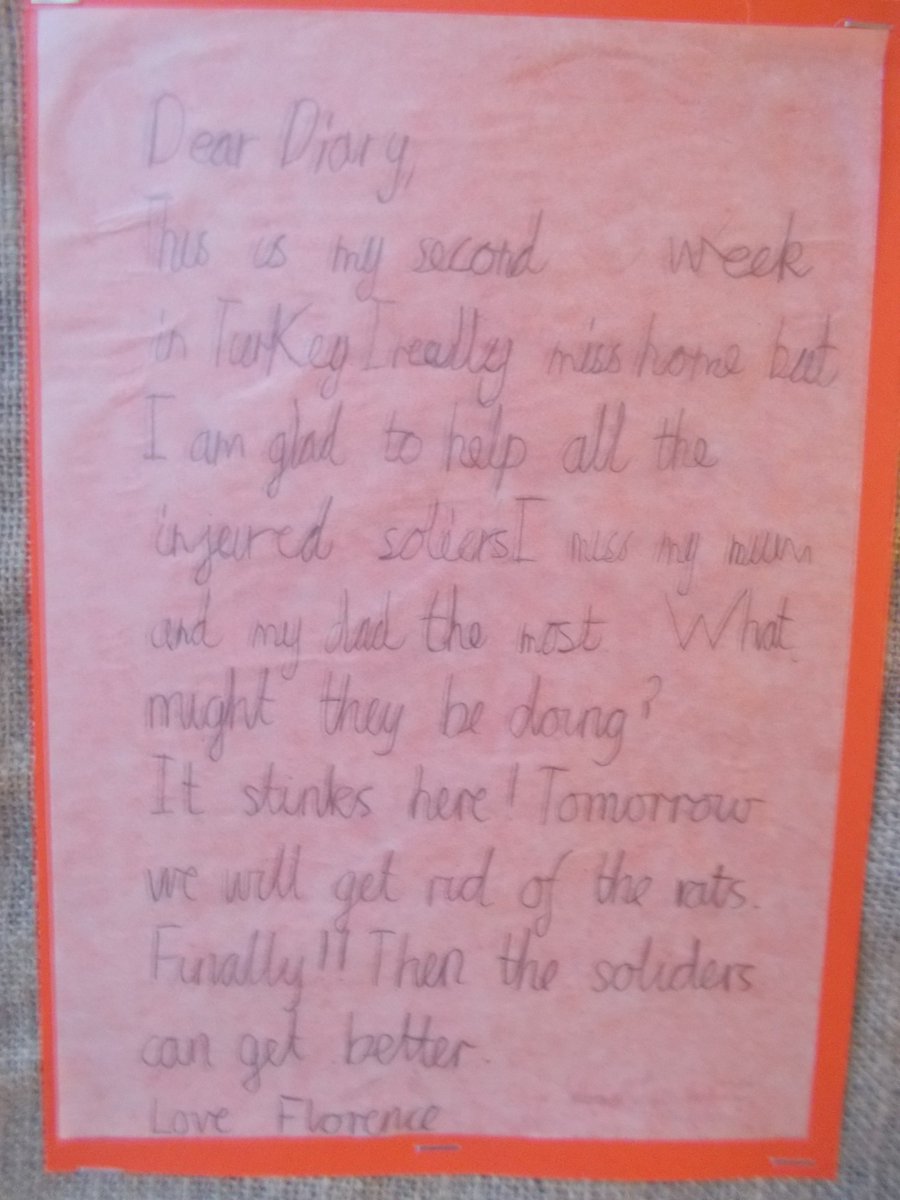 Dear Diary,
This is my second week
in Turkey I really miss home but
I am glad to help all the
injured soliers I miss my mum
and my dad the most. What
might they be doing?
It stinks here! Tomorrow
we will get rid of the rats.
Finally!! Then the soliders
can get better.
Love Florence